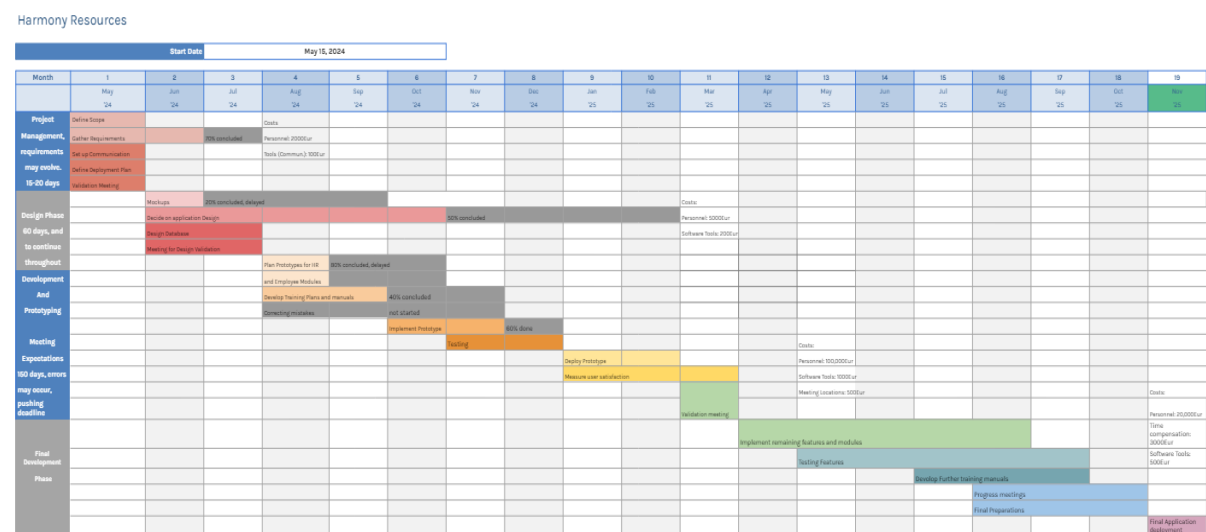 Harmony Resources
Start Date May 15, 2024
Month 1 2 3 4 5 6 7 8 9 10 11 12 13 14 15 16 17 18 19
May Jun Jul Aug Sep Oct Nov Dec Jan Feb Mar Apr May Jun Jul Aug Sep Oct Nov
'24 '24 '24 '24 '24 '24 '24 '24 '25 '25 '25 '25 '25 '25 '25 '25 '25 '25 '25
Project
Management,
requirements
may evolve.
15-20 days
Define Scope
Gather Requirements
70% concluded
Set up Communication
Define Deployment Plan
Validation Meeting
Costs
Personnel: 2000Eur
Tools (Commun.): 100Eur
Design Phase
60 days, and
to continue
throughout
Mockups
20% concluded, delayed
Decide on application Design
50% concluded
Design Database
Meeting for Design Validation
Costs:
Personnel: 5000Eur
Software Tools: 200Eur
Development
And
Prototyping
Meeting
Expectations
150 days, errors
may occur,
pushing
deadline
Plan Prototypes for HR
and Employee Modules
80% concluded, delayed
Develop Training Plans and manuals
40% concluded
Correcting mistakes
not started
Implement Prototype
60% done
Testing
Deploy Prototype
Measure user satisfaction
Validation meeting
Costs:
Personnel: 100,000Eur
Software Tools: 1000Eur
Meeting Locations: 500Eur
Final
Development
Phase
Implement remaining features and modules
Testing Features
Develop Further training manuals
Progress meetings
Final Preparations
Costs:
Personnel: 20,000Eur
Time
compensation:
3000Eur
Software Tools:
500Eur
Final Application
deployment